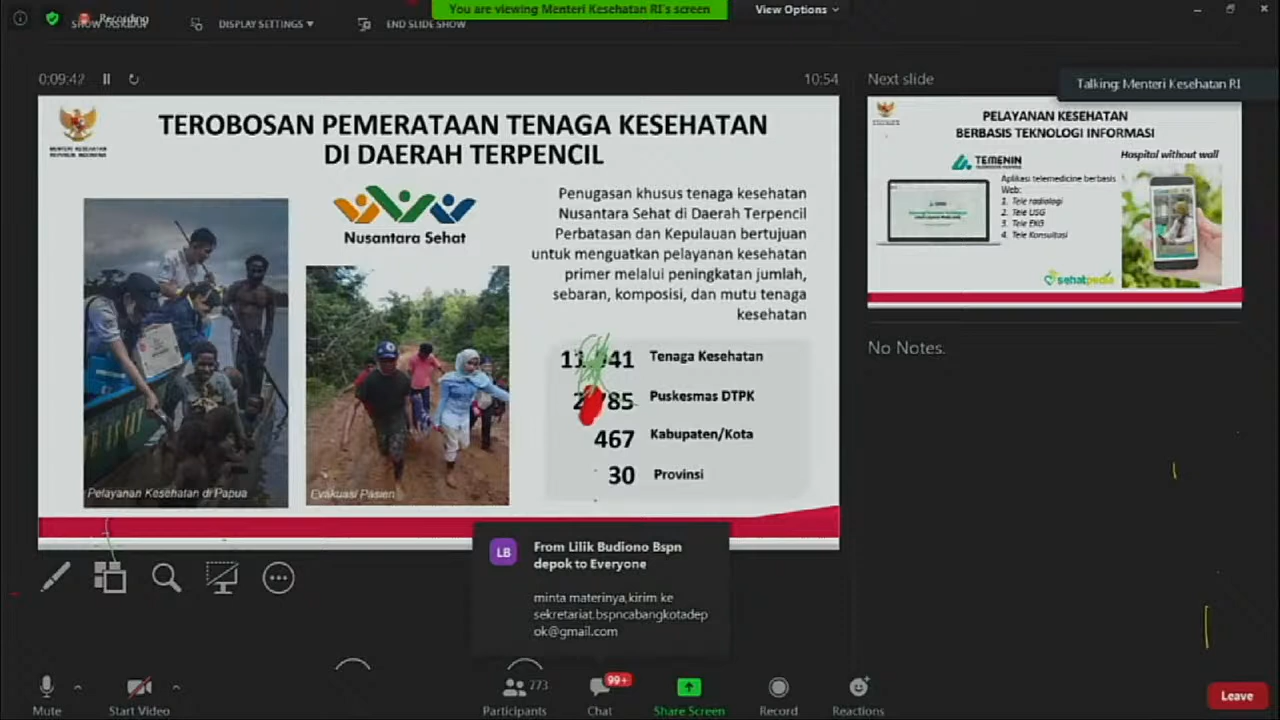 Recording
You are viewing Menteri Kesehatan RI's screen
View Options
DISPLAY SETTINGS
END SLIDE SHOW
0:09:42
10:54
Next slide
Talking: Menteri Kesehatan RI
MENTERI KESEHATAN
REPUBLIK INDONESIA
TEROBOSAN PEMERATAAN TENAGA KESEHATAN
DI DAERAH TERPENCIL
Nusantara Sehat
Penugasan khusus tenaga kesehatan
Nusantara Sehat di Daerah Terpencil
Perbatasan dan Kepulauan bertujuan
untuk menguatkan pelayanan kesehatan
primer melalui peningkatan jumlah,
sebaran, komposisi, dan mutu tenaga
kesehatan
Tenaga Kesehatan
Puskesmas DTPK
467 Kabupaten/Kota
30 Provinsi
Pelayanan Kesehatan di Papua
Evakuasi Pasien
PELAYANAN KESEHATAN
BERBASIS TEKNOLOGI INFORMASI
TEMENIN
Hospital without wall
Aplikasi telemedicine berbasis
Web:
1. Tele radiologi
2. Tele USG
3. Tele EKG
4. Tele Konsultasi
sehatpedia
No Notes.
LB
From Lilik Budiono Bspn
depok to Everyone
minta materinya,kirim ke
sekretariat.bspncabangkotadep
ok@gmail.com
Mute
Start Video
273
Participants
99+
Chat
Share Screen
Record
Reactions
Leave